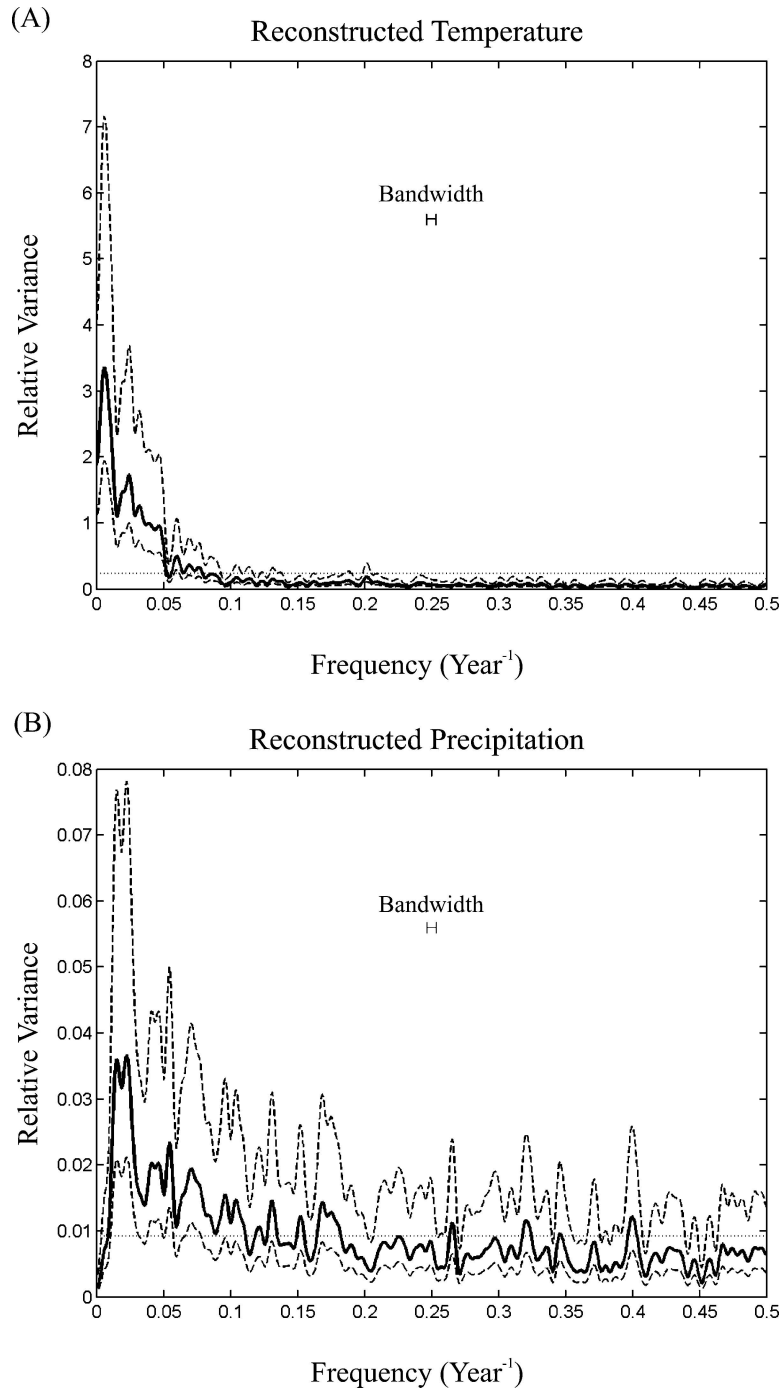 (A)
Reconstructed Temperature
8
7
6
5
4
3
2
1
0
Relative Variance
Bandwidth
0 0.05 0.1 0.15 0.2 0.25 0.3 0.35 0.4 0.45 0.5
Frequency (Year⁻¹)
(B)
Reconstructed Precipitation
0.08
0.07
0.06
0.05
0.04
0.03
0.02
0.01
0
Relative Variance
Bandwidth
0 0.05 0.1 0.15 0.2 0.25 0.3 0.35 0.4 0.45 0.5
Frequency (Year⁻¹)